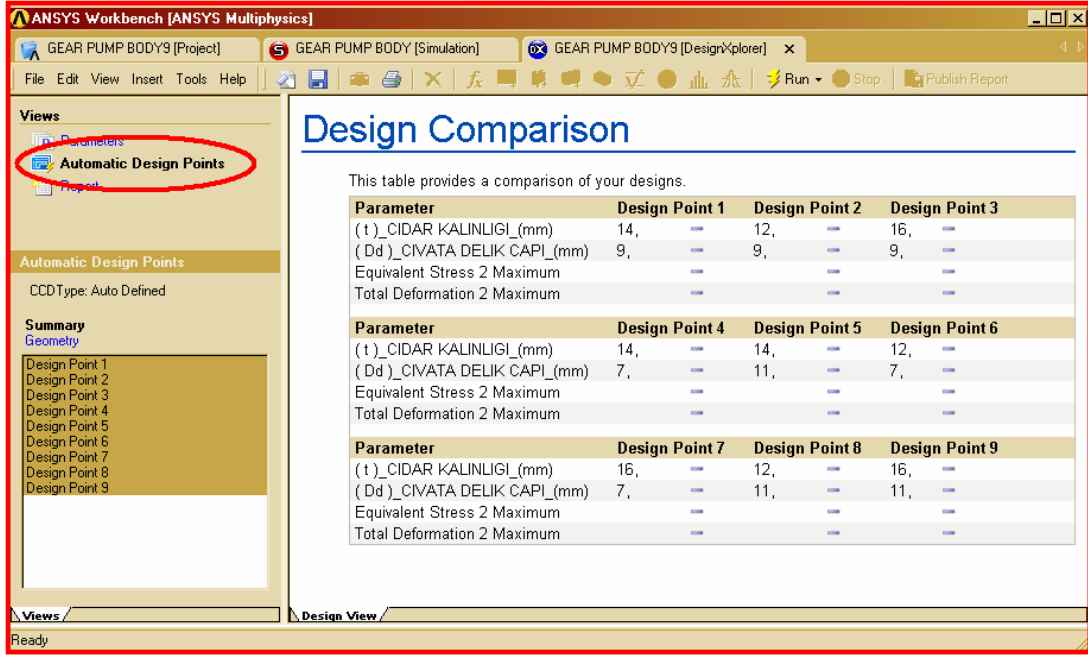 ANSYS Workbench [ANSYS Multiphysics]
GEAR PUMP BODY9 [Project] GEAR PUMP BODY [Simulation] DX GEAR PUMP BODY9 [DesignXplorer]
File Edit View Insert Tools Help Run Stop Publish Report
Views
Parameters
Automatic Design Points
Report
Automatic Design Points
CCDType: Auto Defined
Summary
Geometry
Design Point 1
Design Point 2
Design Point 3
Design Point 4
Design Point 5
Design Point 6
Design Point 7
Design Point 8
Design Point 9
Views
Design Comparison
This table provides a comparison of your designs.
Parameter Design Point 1 Design Point 2 Design Point 3
( t )_CIDAR KALINLIGI_(mm) 14, 12, 16,
( Dd )_CIVATA DELIK CAPI_(mm) 9, 9, 9,
Equivalent Stress 2 Maximum
Total Deformation 2 Maximum
Parameter Design Point 4 Design Point 5 Design Point 6
( t )_CIDAR KALINLIGI_(mm) 14, 14, 12,
( Dd )_CIVATA DELIK CAPI_(mm) 7, 11, 7,
Equivalent Stress 2 Maximum
Total Deformation 2 Maximum
Parameter Design Point 7 Design Point 8 Design Point 9
( t )_CIDAR KALINLIGI_(mm) 16, 12, 16,
( Dd )_CIVATA DELIK CAPI_(mm) 7, 11, 11,
Equivalent Stress 2 Maximum
Total Deformation 2 Maximum
Design View
Ready